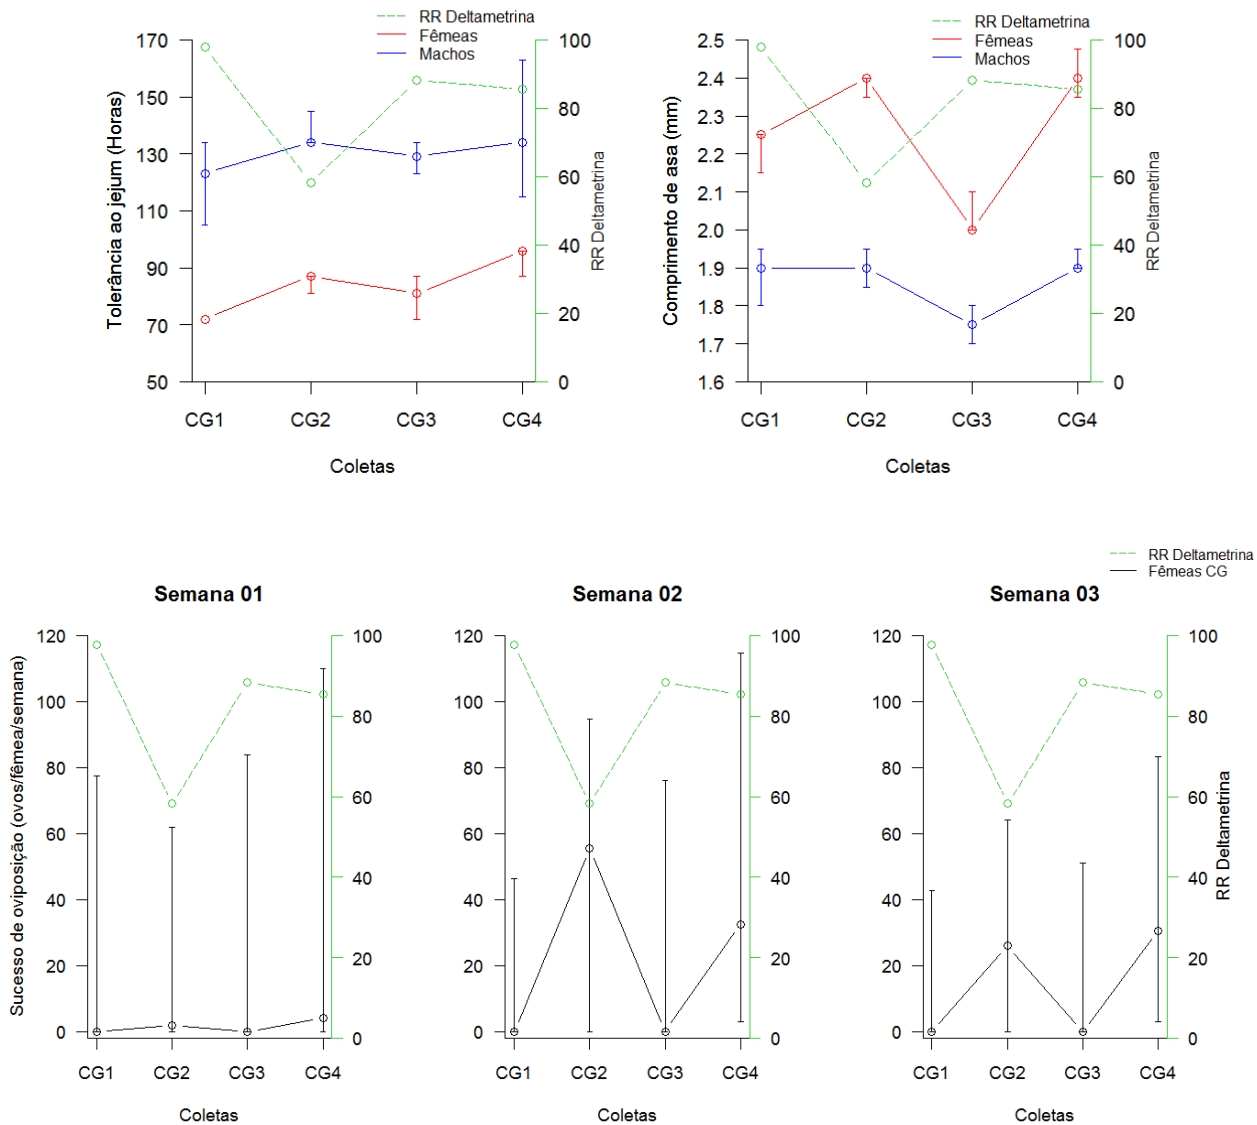 RR Deltametrina
Fêmeas
Machos
170
150
130
110
90
70
50
Tolerância ao jejum (Horas)
100
80
60
40
20
0
RR Deltametrina
CG1 CG2 CG3 CG4
Coletas
RR Deltametrina
Fêmeas
Machos
2.5
2.4
2.3
2.2
2.1
2.0
1.9
1.8
1.7
1.6
Comprimento de asa (mm)
100
80
60
40
20
0
RR Deltametrina
CG1 CG2 CG3 CG4
Coletas
RR Deltametrina
Fêmeas CG
Semana 01
120
100
80
60
40
20
0
Sucesso de oviposição (ovos/fêmea/semana)
100
80
60
40
20
0
CG1 CG2 CG3 CG4
Coletas
Semana 02
120
100
80
60
40
20
0
100
80
60
40
20
0
CG1 CG2 CG3 CG4
Coletas
Semana 03
120
100
80
60
40
20
0
100
80
60
40
20
0
RR Deltametrina
CG1 CG2 CG3 CG4
Coletas